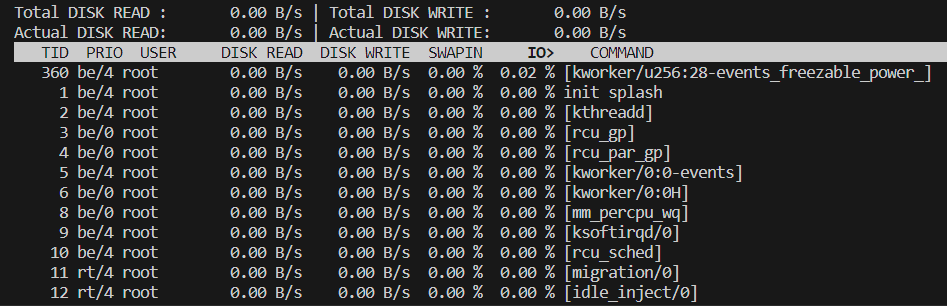 Total DISK READ :       0.00 B/s | Total DISK WRITE :       0.00 B/s
Actual DISK READ:       0.00 B/s | Actual DISK WRITE:       0.00 B/s
TID  PRIO  USER     DISK READ  DISK WRITE  SWAPIN     IO>    COMMAND
360 be/4 root        0.00 B/s    0.00 B/s  0.00 %  0.02 % [kworker/u256:28-events_freezable_power_]
1 be/4 root        0.00 B/s    0.00 B/s  0.00 %  0.00 % init splash
2 be/4 root        0.00 B/s    0.00 B/s  0.00 %  0.00 % [kthreadd]
3 be/0 root        0.00 B/s    0.00 B/s  0.00 %  0.00 % [rcu_gp]
4 be/0 root        0.00 B/s    0.00 B/s  0.00 %  0.00 % [rcu_par_gp]
5 be/4 root        0.00 B/s    0.00 B/s  0.00 %  0.00 % [kworker/0:0-events]
6 be/0 root        0.00 B/s    0.00 B/s  0.00 %  0.00 % [kworker/0:0H]
8 be/0 root        0.00 B/s    0.00 B/s  0.00 %  0.00 % [mm_percpu_wq]
9 be/4 root        0.00 B/s    0.00 B/s  0.00 %  0.00 % [ksoftirqd/0]
10 be/4 root        0.00 B/s    0.00 B/s  0.00 %  0.00 % [rcu_sched]
11 rt/4 root        0.00 B/s    0.00 B/s  0.00 %  0.00 % [migration/0]
12 rt/4 root        0.00 B/s    0.00 B/s  0.00 %  0.00 % [idle_inject/0]